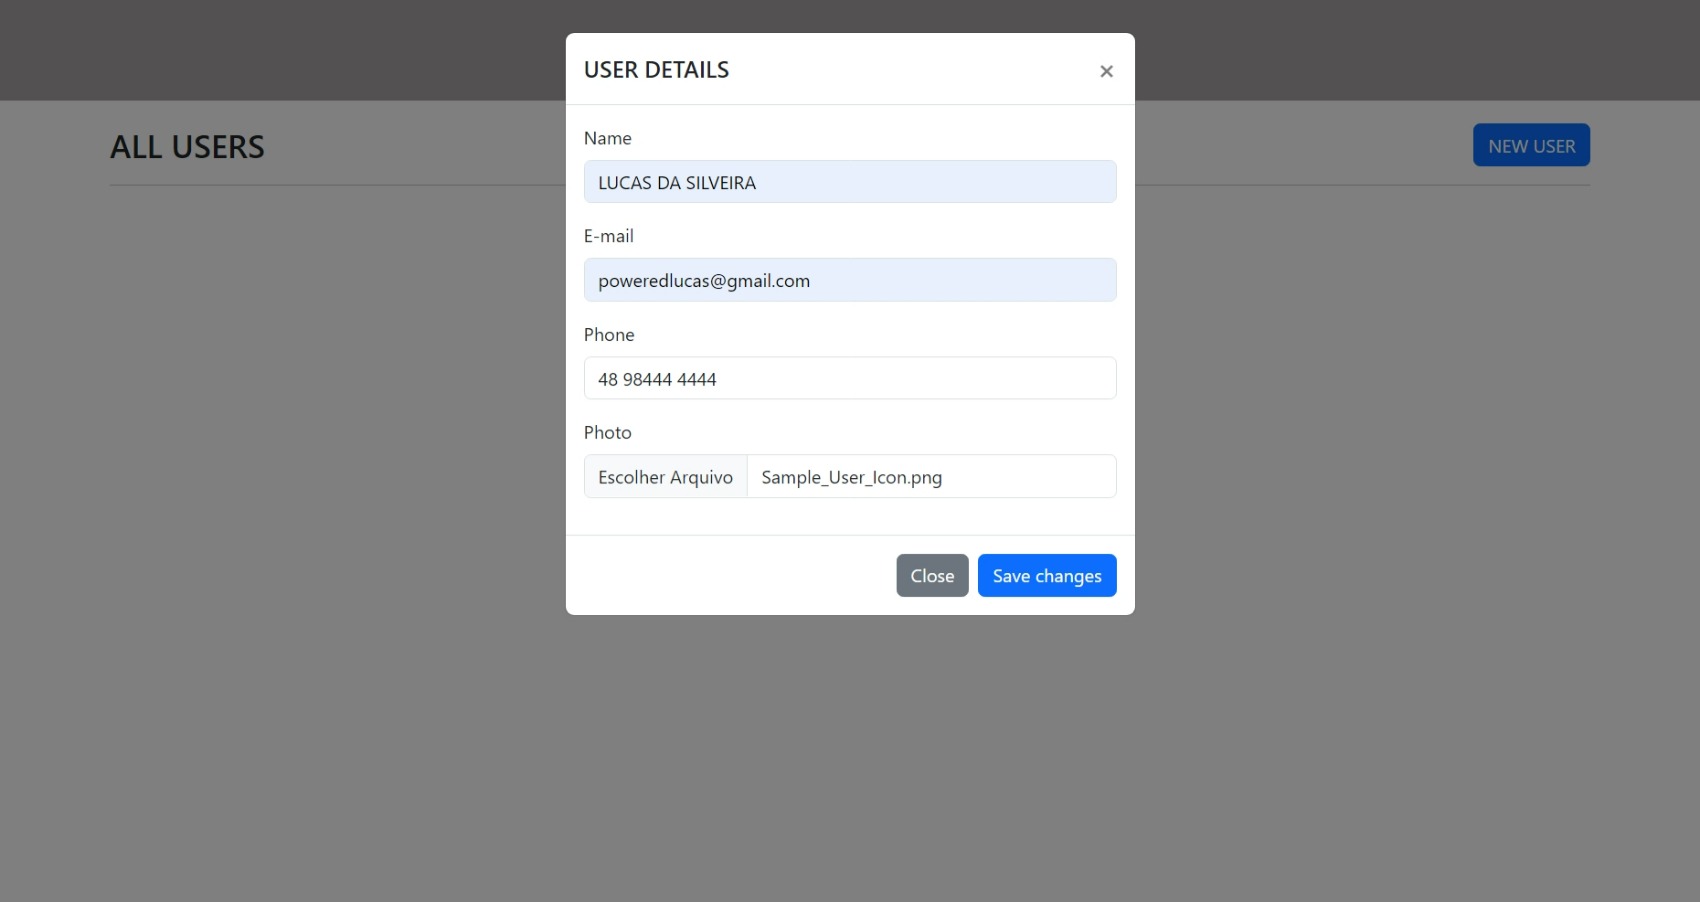 USER DETAILS ×
ALL USERS
NEW USER
Name
LUCAS DA SILVEIRA
E-mail
poweredlucas@gmail.com
Phone
48 98444 4444
Photo
Escolher Arquivo Sample_User_Icon.png
Close Save changes